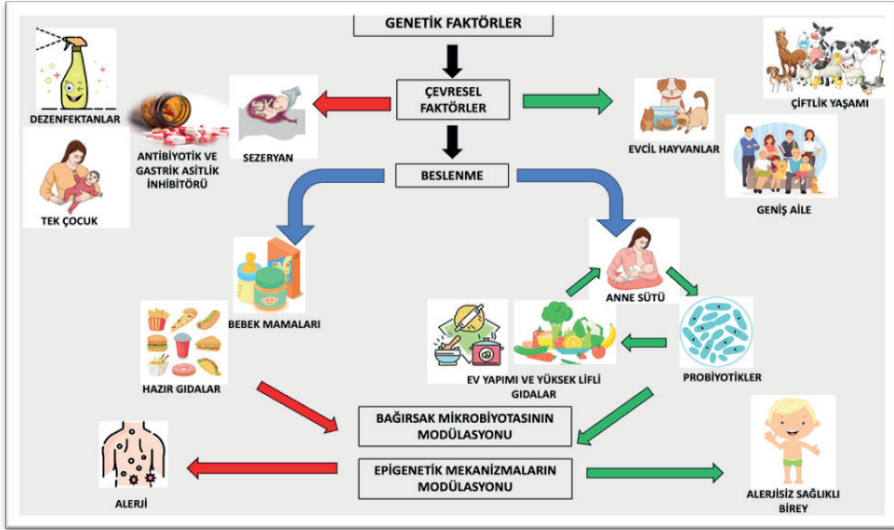 GENETİK FAKTÖRLER
ÇEVRESEL
FAKTÖRLER
DEZENFEKTANLAR
ANTİBİYOTİK VE
GASTRİK ASİTLİK
İNHİBİTÖRÜ
SEZERYAN
TEK ÇOCUK
EVCİL HAYVANLAR
ÇİFTLİK YAŞAMI
GENİŞ AİLE
BESLENME
BEBEK MAMALARI
HAZIR GIDALAR
ANNE SÜTÜ
EV YAPIMI VE YÜKSEK LİFLİ
GIDALAR
PROBİYOTİKLER
BAĞIRSAK MİKROBİYOTASININ
MODÜLASYONU
EPİGENETİK MEKANİZMALARIN
MODÜLASYONU
ALERJİ
ALERJİSİZ SAĞLIKLI
BİREY